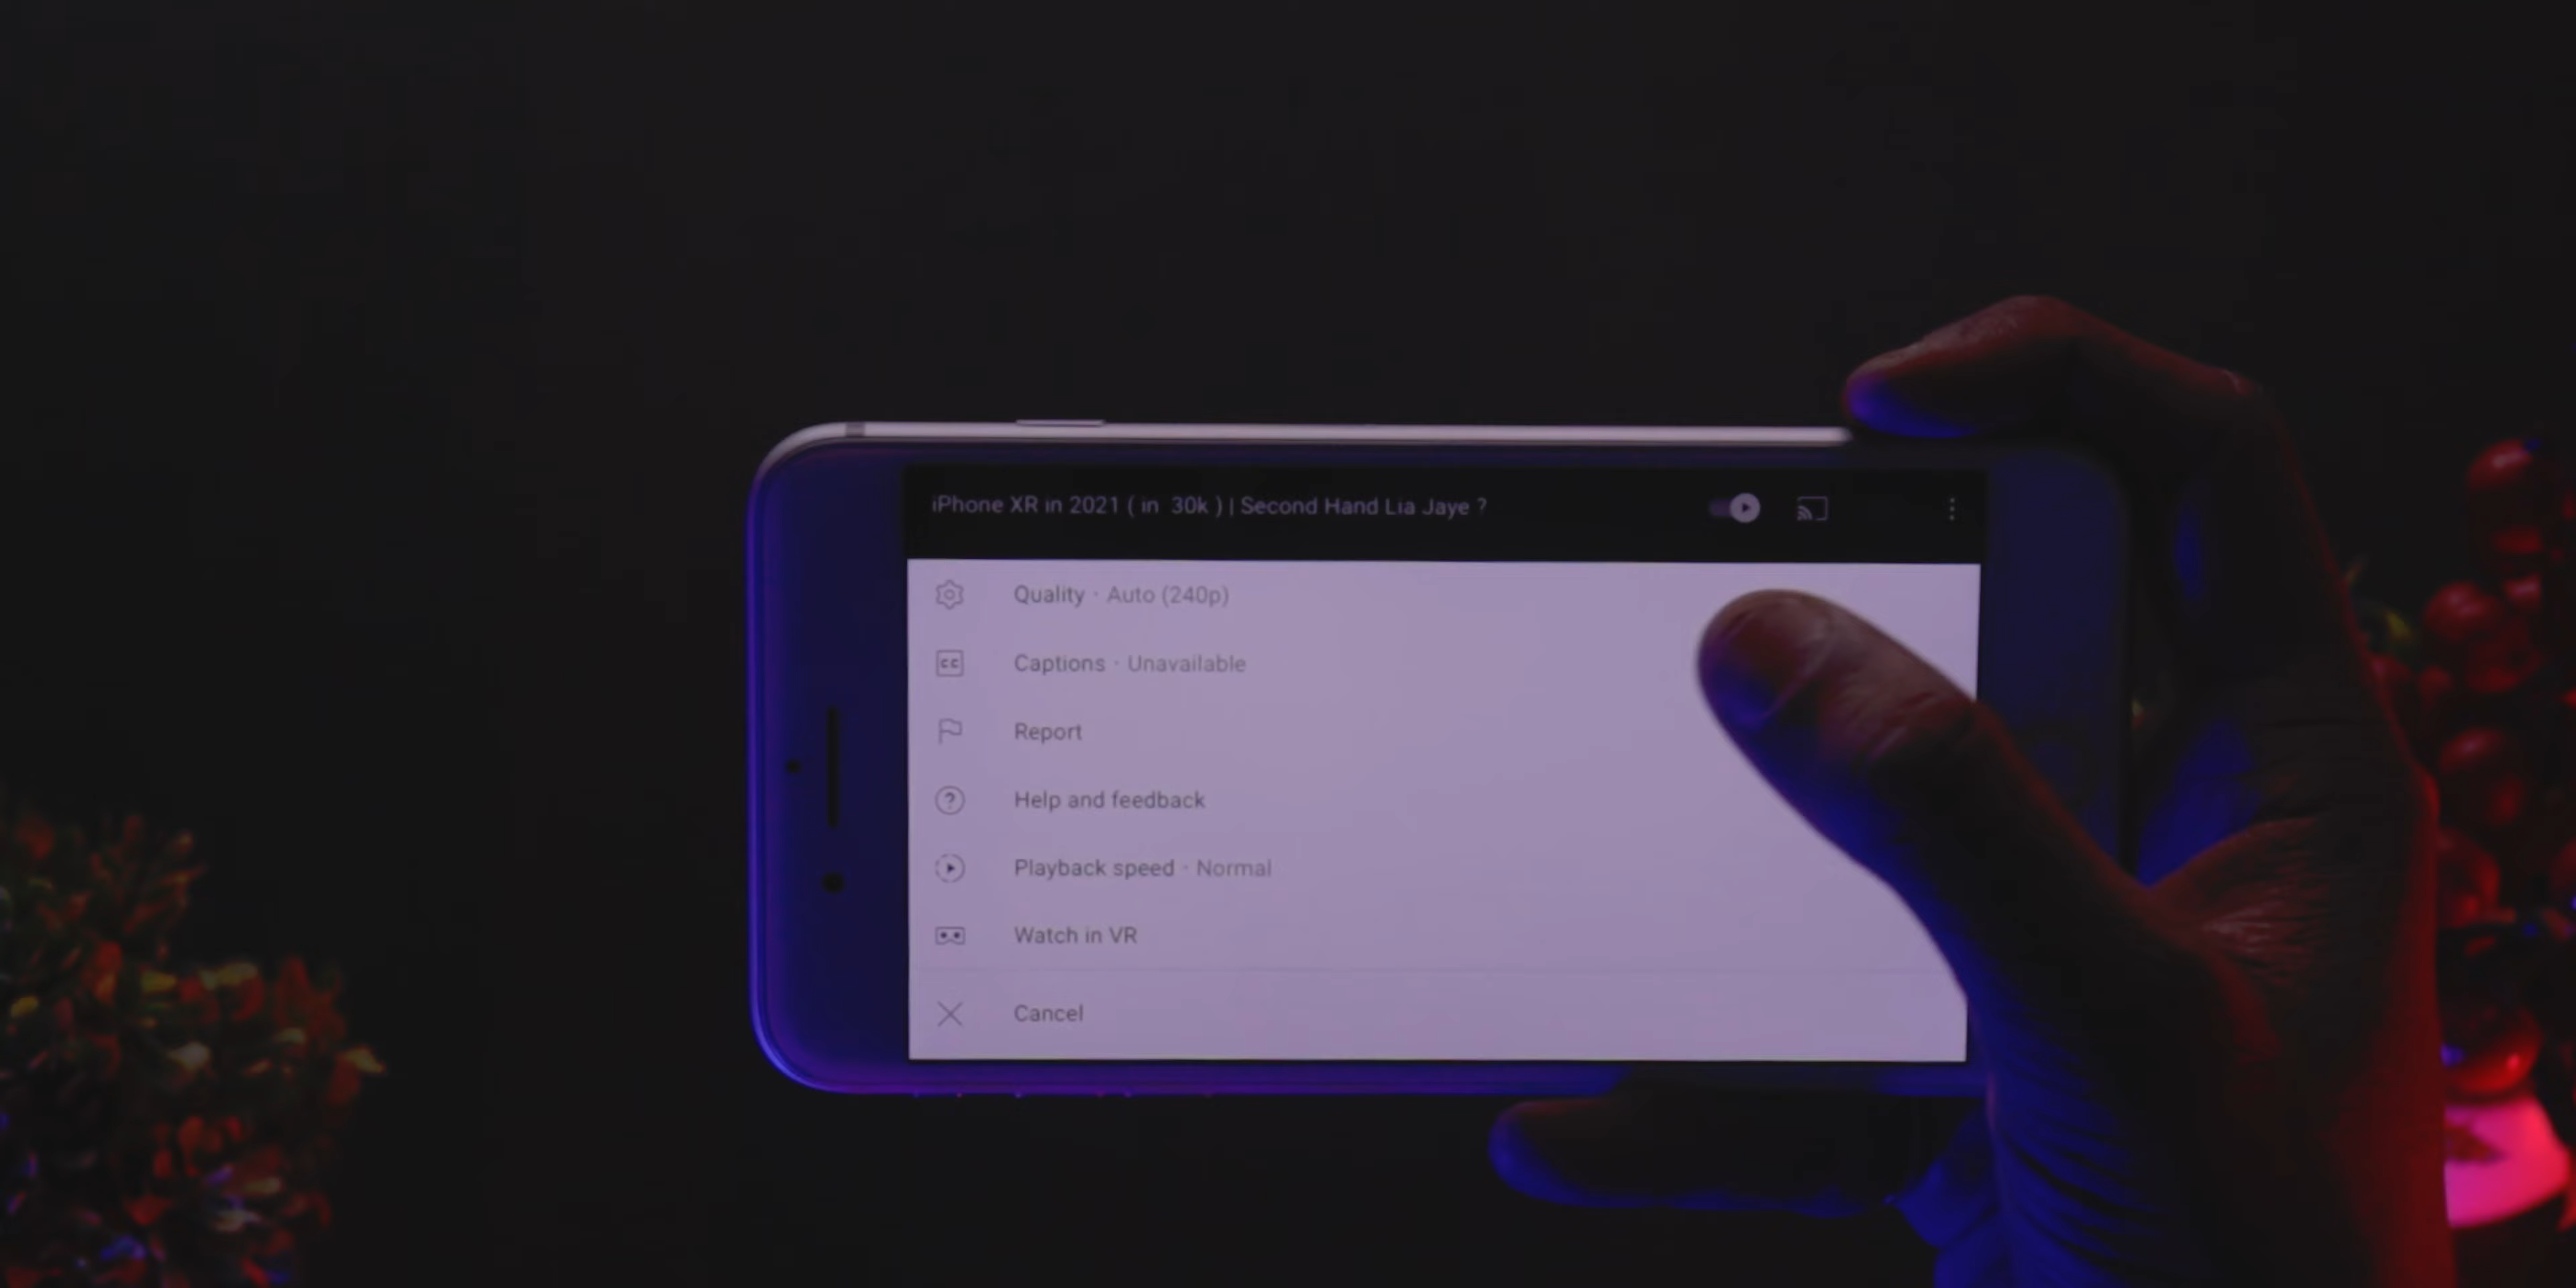 iPhone XR in 2021 ( in 30k ) | Second Hand Lia Jaye ?
Quality · Auto (240p)
CC
Captions · Unavailable
Report
Help and feedback
Playback speed · Normal
Watch in VR
Cancel